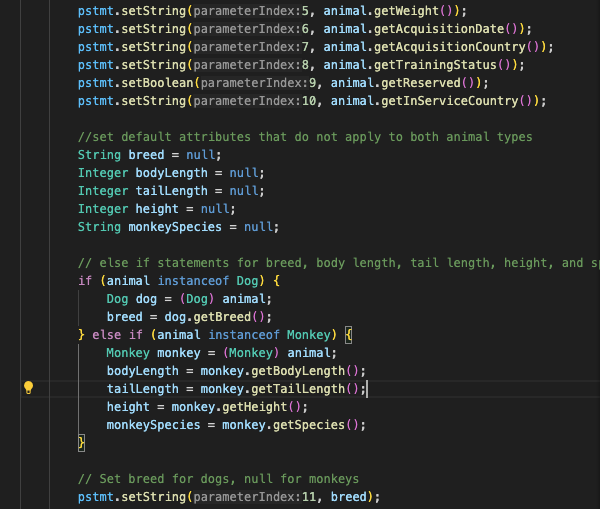 pstmt.setString(parameterIndex:5, animal.getWeight());
pstmt.setString(parameterIndex:6, animal.getAcquisitionDate());
pstmt.setString(parameterIndex:7, animal.getAcquisitionCountry());
pstmt.setString(parameterIndex:8, animal.getTrainingStatus());
pstmt.setBoolean(parameterIndex:9, animal.getReserved());
pstmt.setString(parameterIndex:10, animal.getInServiceCountry());
//set default attributes that do not apply to both animal types
String breed = null;
Integer bodyLength = null;
Integer tailLength = null;
Integer height = null;
String monkeySpecies = null;
// else if statements for breed, body length, tail length, height, and sp
if (animal instanceof Dog) {
Dog dog = (Dog) animal;
breed = dog.getBreed();
} else if (animal instanceof Monkey) {
Monkey monkey = (Monkey) animal;
bodyLength = monkey.getBodyLength();
tailLength = monkey.getTailLength();
height = monkey.getHeight();
monkeySpecies = monkey.getSpecies();
}
// Set breed for dogs, null for monkeys
pstmt.setString(parameterIndex:11, breed);